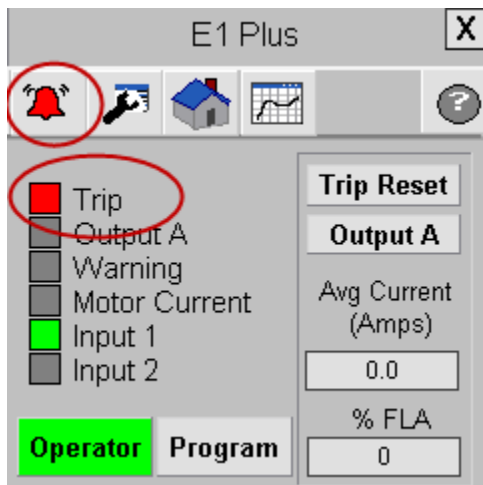 E1 Plus
X
?
Trip
Output A
Warning
Motor Current
Input 1
Input 2
Trip Reset
Output A
Avg Current
(Amps)
0.0
% FLA
0
Operator
Program